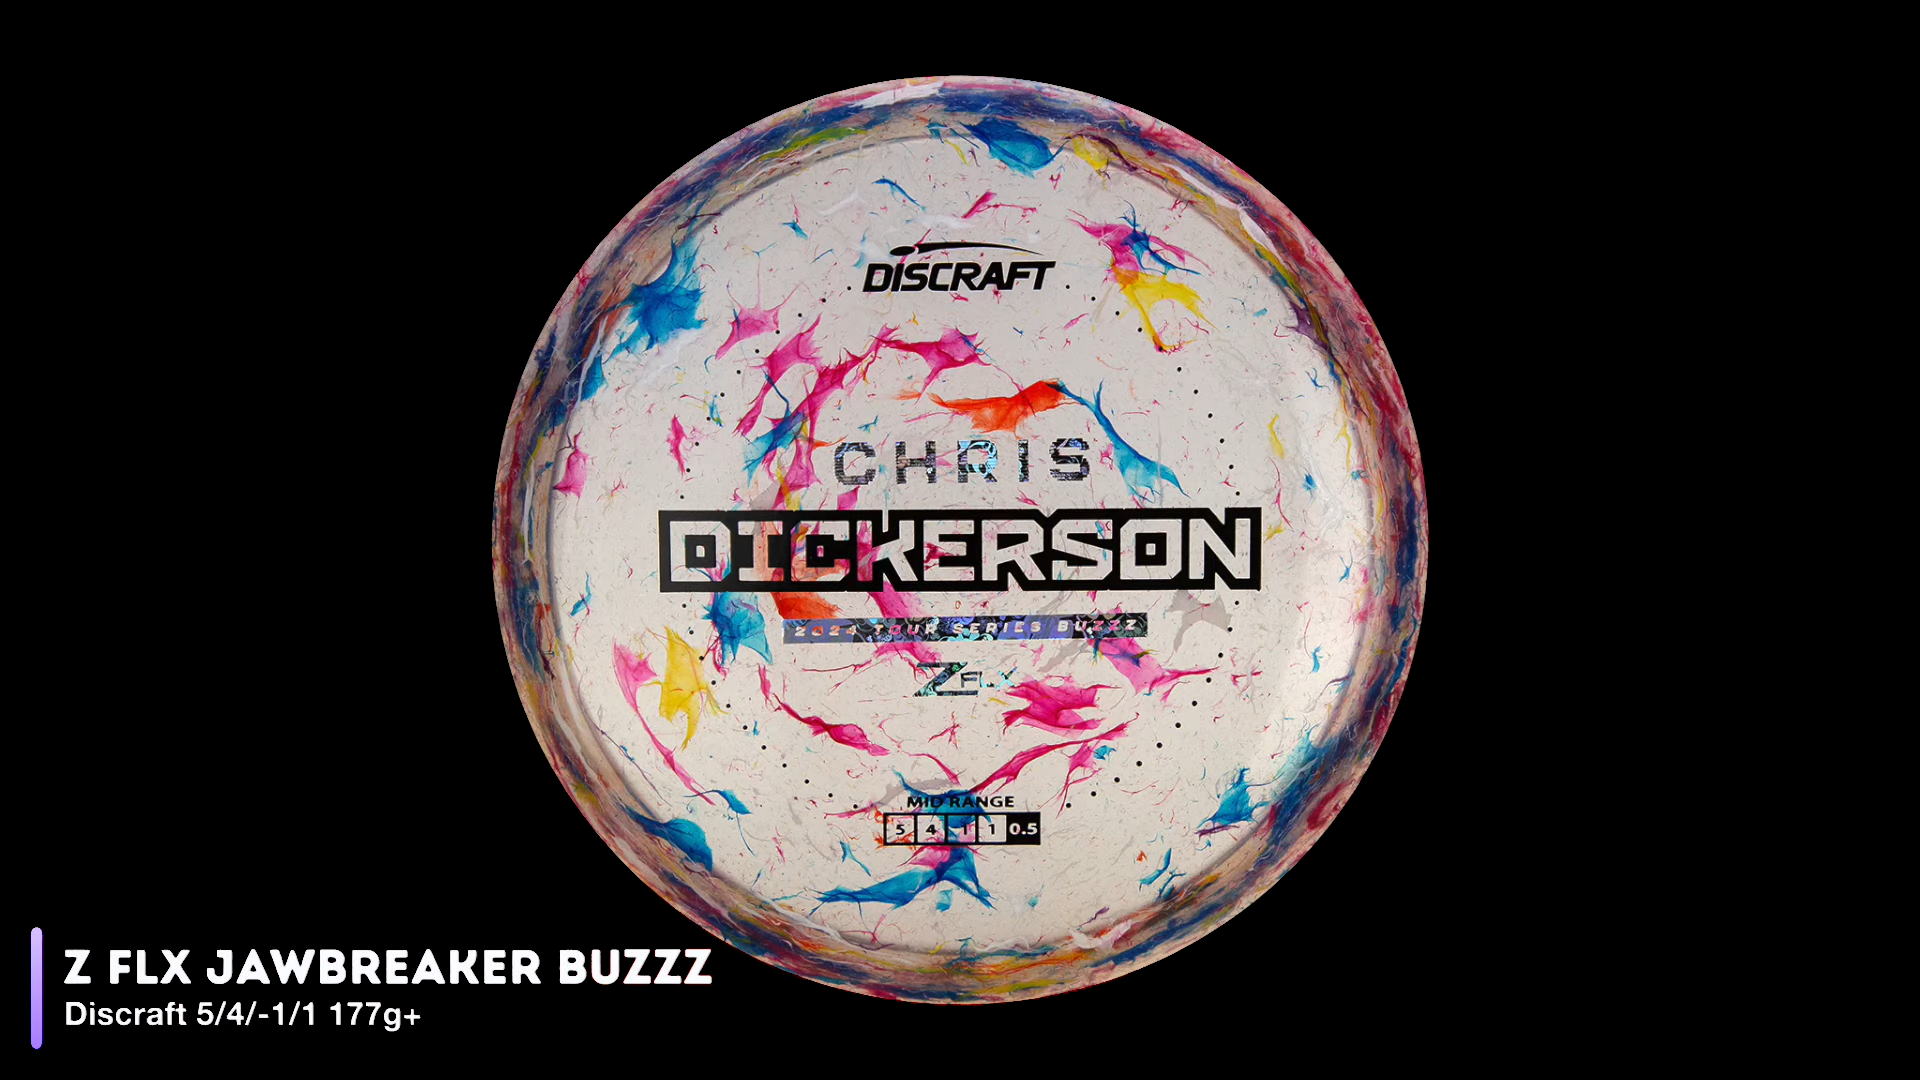 DISCRAFT
CHRIS
DICKERSON
2024 TOUR SERIES BUZZZ
Z FLX
MID RANGE
5 4 -1 1 0.5
Z FLX JAWBREAKER BUZZZ
Discraft 5/4/-1/1 177g+